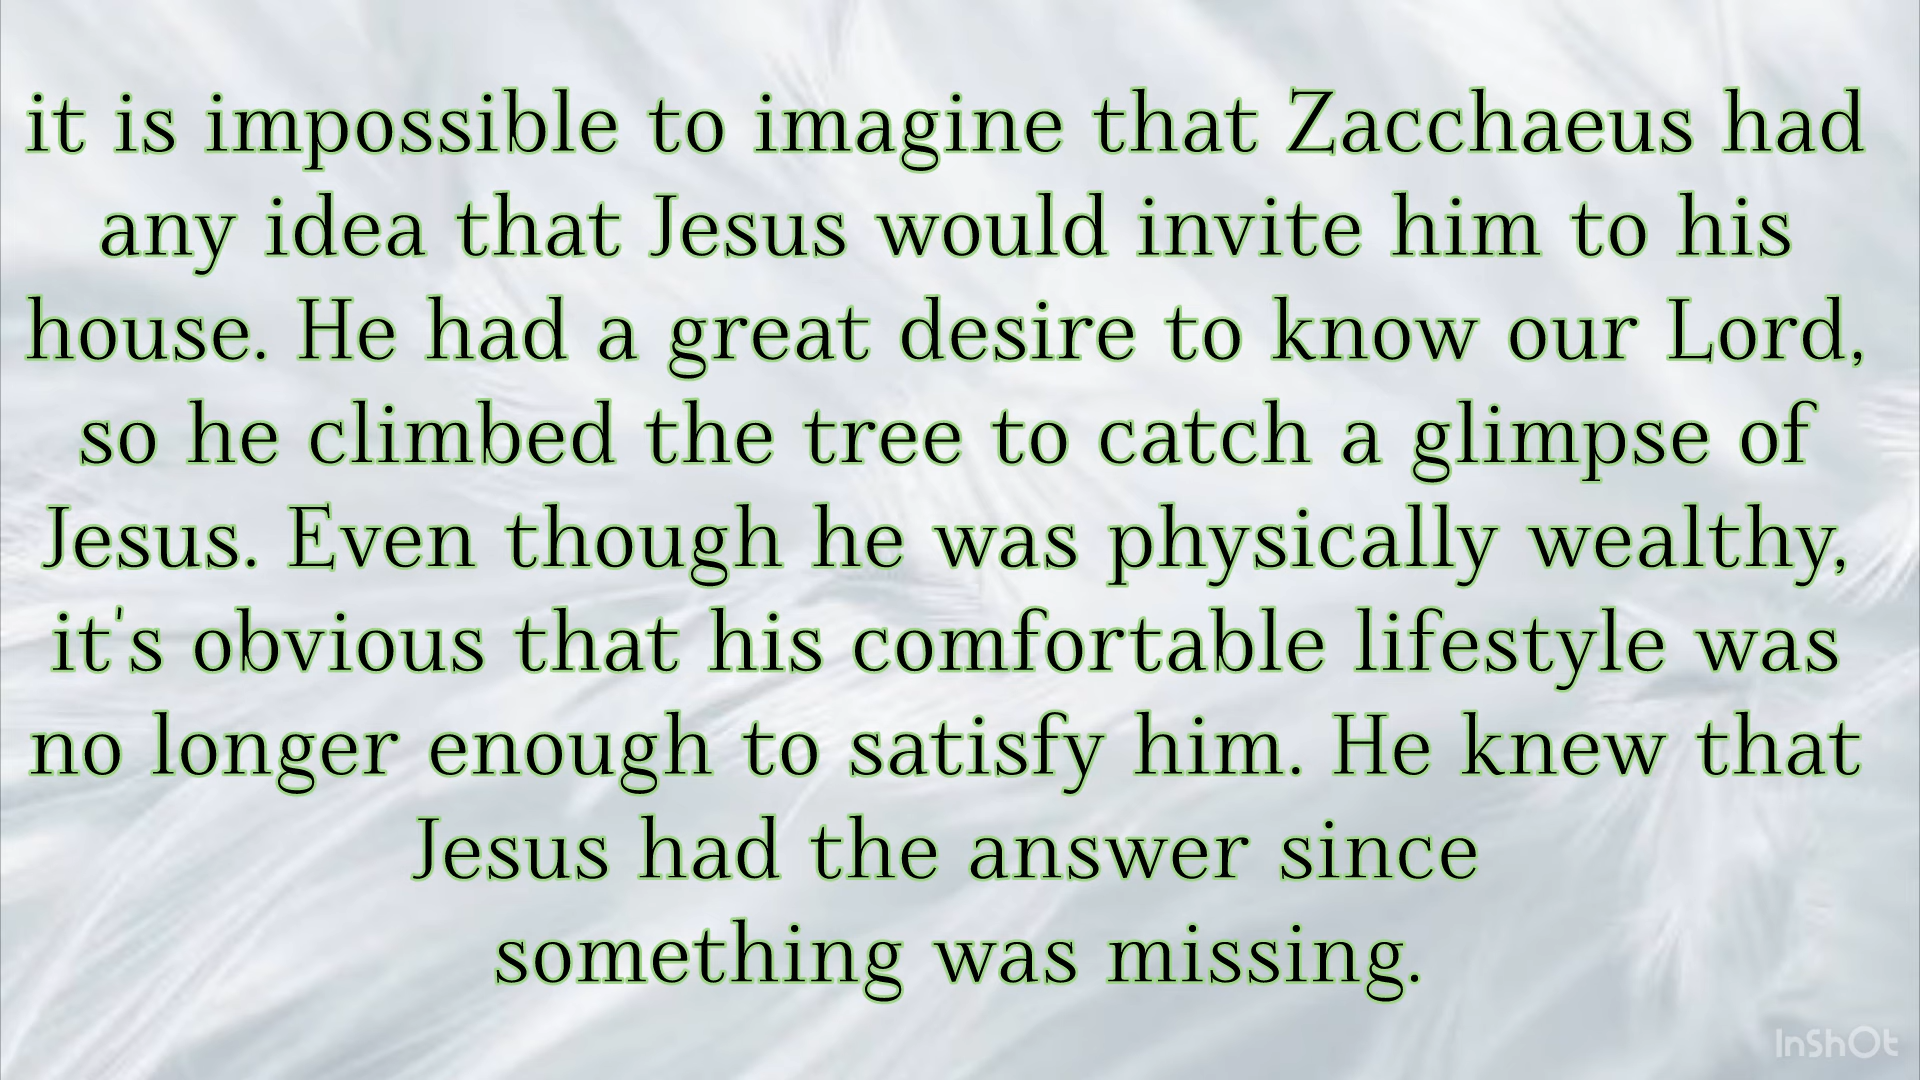 it is impossible to imagine that Zacchaeus had
any idea that Jesus would invite him to his
house. He had a great desire to know our Lord,
so he climbed the tree to catch a glimpse of
Jesus. Even though he was physically wealthy,
it's obvious that his comfortable lifestyle was
no longer enough to satisfy him. He knew that
Jesus had the answer since
something was missing.
InShOt